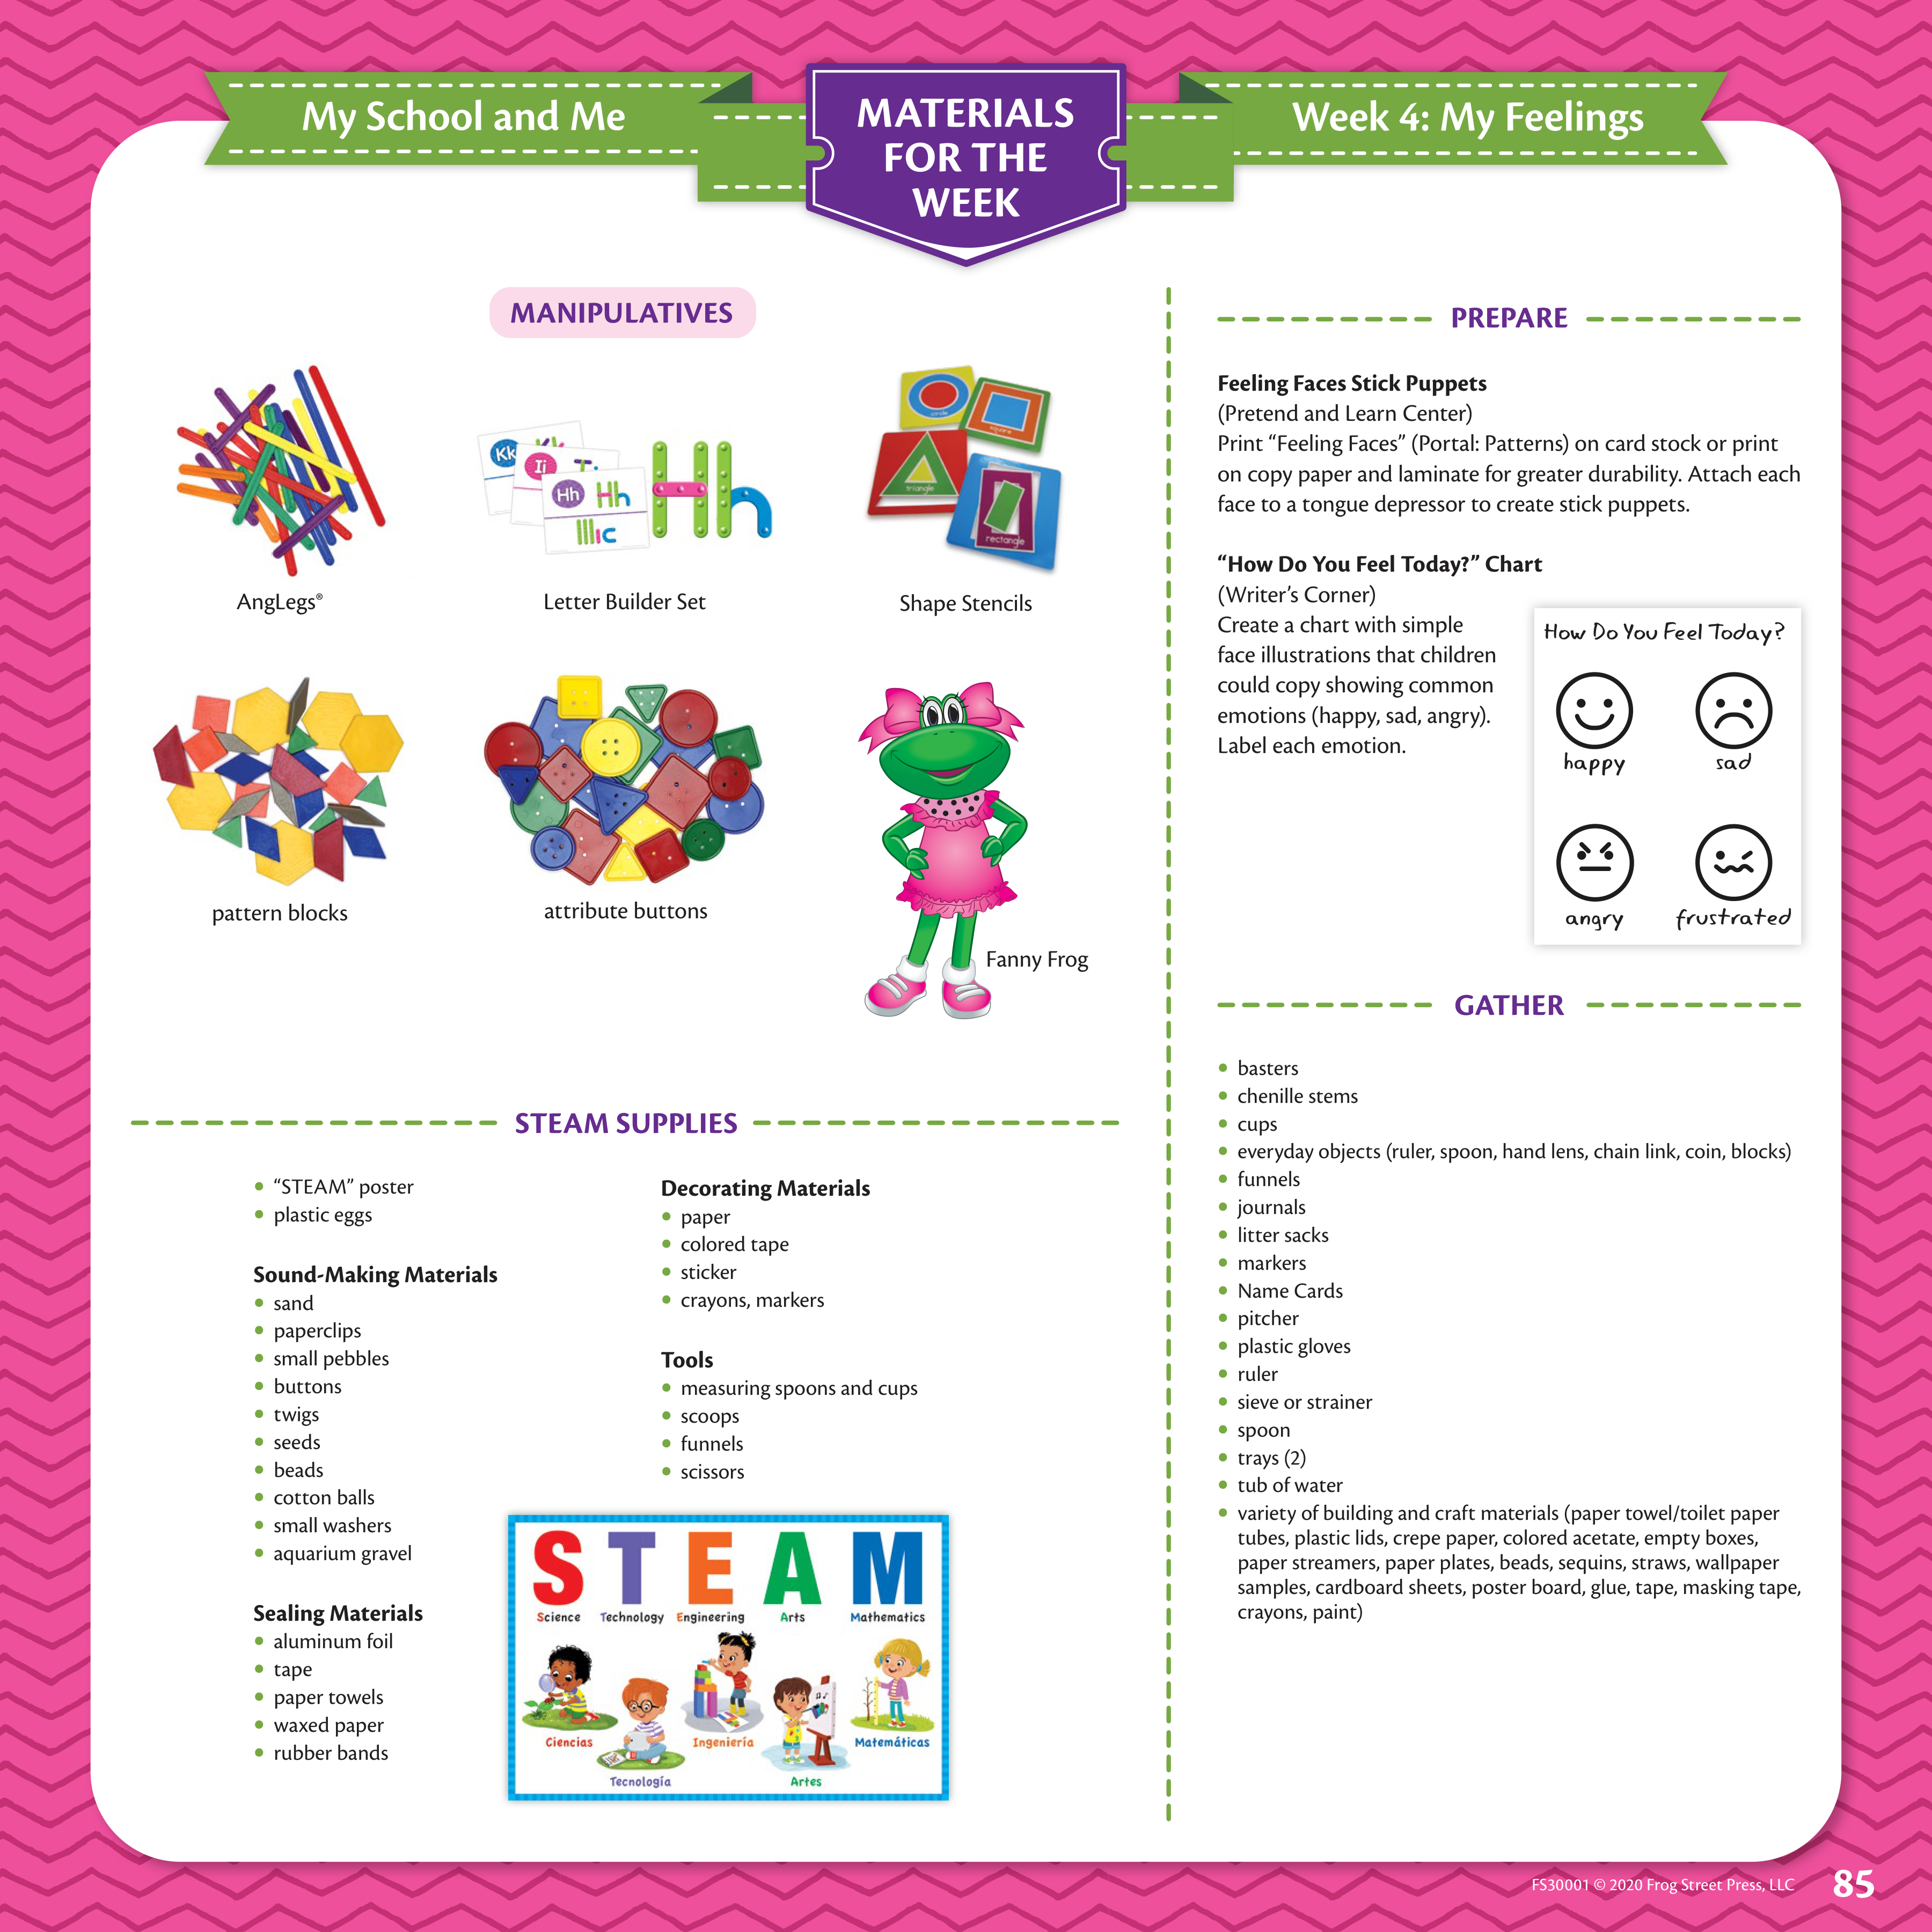 My School and Me
MATERIALS
FOR THE
WEEK
Week 4: My Feelings
MANIPULATIVES
Kk
Kk
Ii
Hh
Hh
Hh
circle
square
triangle
rectangle
AngLegs®
Letter Builder Set
Shape Stencils
pattern blocks
attribute buttons
Fanny Frog
STEAM SUPPLIES
• “STEAM” poster
• plastic eggs
Sound-Making Materials
• sand
• paperclips
• small pebbles
• buttons
• twigs
• seeds
• beads
• cotton balls
• small washers
• aquarium gravel
Sealing Materials
• aluminum foil
• tape
• paper towels
• waxed paper
• rubber bands
Decorating Materials
• paper
• colored tape
• sticker
• crayons, markers
Tools
• measuring spoons and cups
• scoops
• funnels
• scissors
STEAM
Science Technology Engineering Arts Mathematics
Ciencias Ingeniería Matemáticas
Tecnología Artes
PREPARE
Feeling Faces Stick Puppets
(Pretend and Learn Center)
Print “Feeling Faces” (Portal: Patterns) on card stock or print
on copy paper and laminate for greater durability. Attach each
face to a tongue depressor to create stick puppets.
“How Do You Feel Today?” Chart
(Writer’s Corner)
Create a chart with simple
face illustrations that children
could copy showing common
emotions (happy, sad, angry).
Label each emotion.
How Do You Feel Today?
happy sad
angry frustrated
GATHER
• basters
• chenille stems
• cups
• everyday objects (ruler, spoon, hand lens, chain link, coin, blocks)
• funnels
• journals
• litter sacks
• markers
• Name Cards
• pitcher
• plastic gloves
• ruler
• sieve or strainer
• spoon
• trays (2)
• tub of water
• variety of building and craft materials (paper towel/toilet paper
tubes, plastic lids, crepe paper, colored acetate, empty boxes,
paper streamers, paper plates, beads, sequins, straws, wallpaper
samples, cardboard sheets, poster board, glue, tape, masking tape,
crayons, paint)
FS30001 © 2020 Frog Street Press, LLC 85